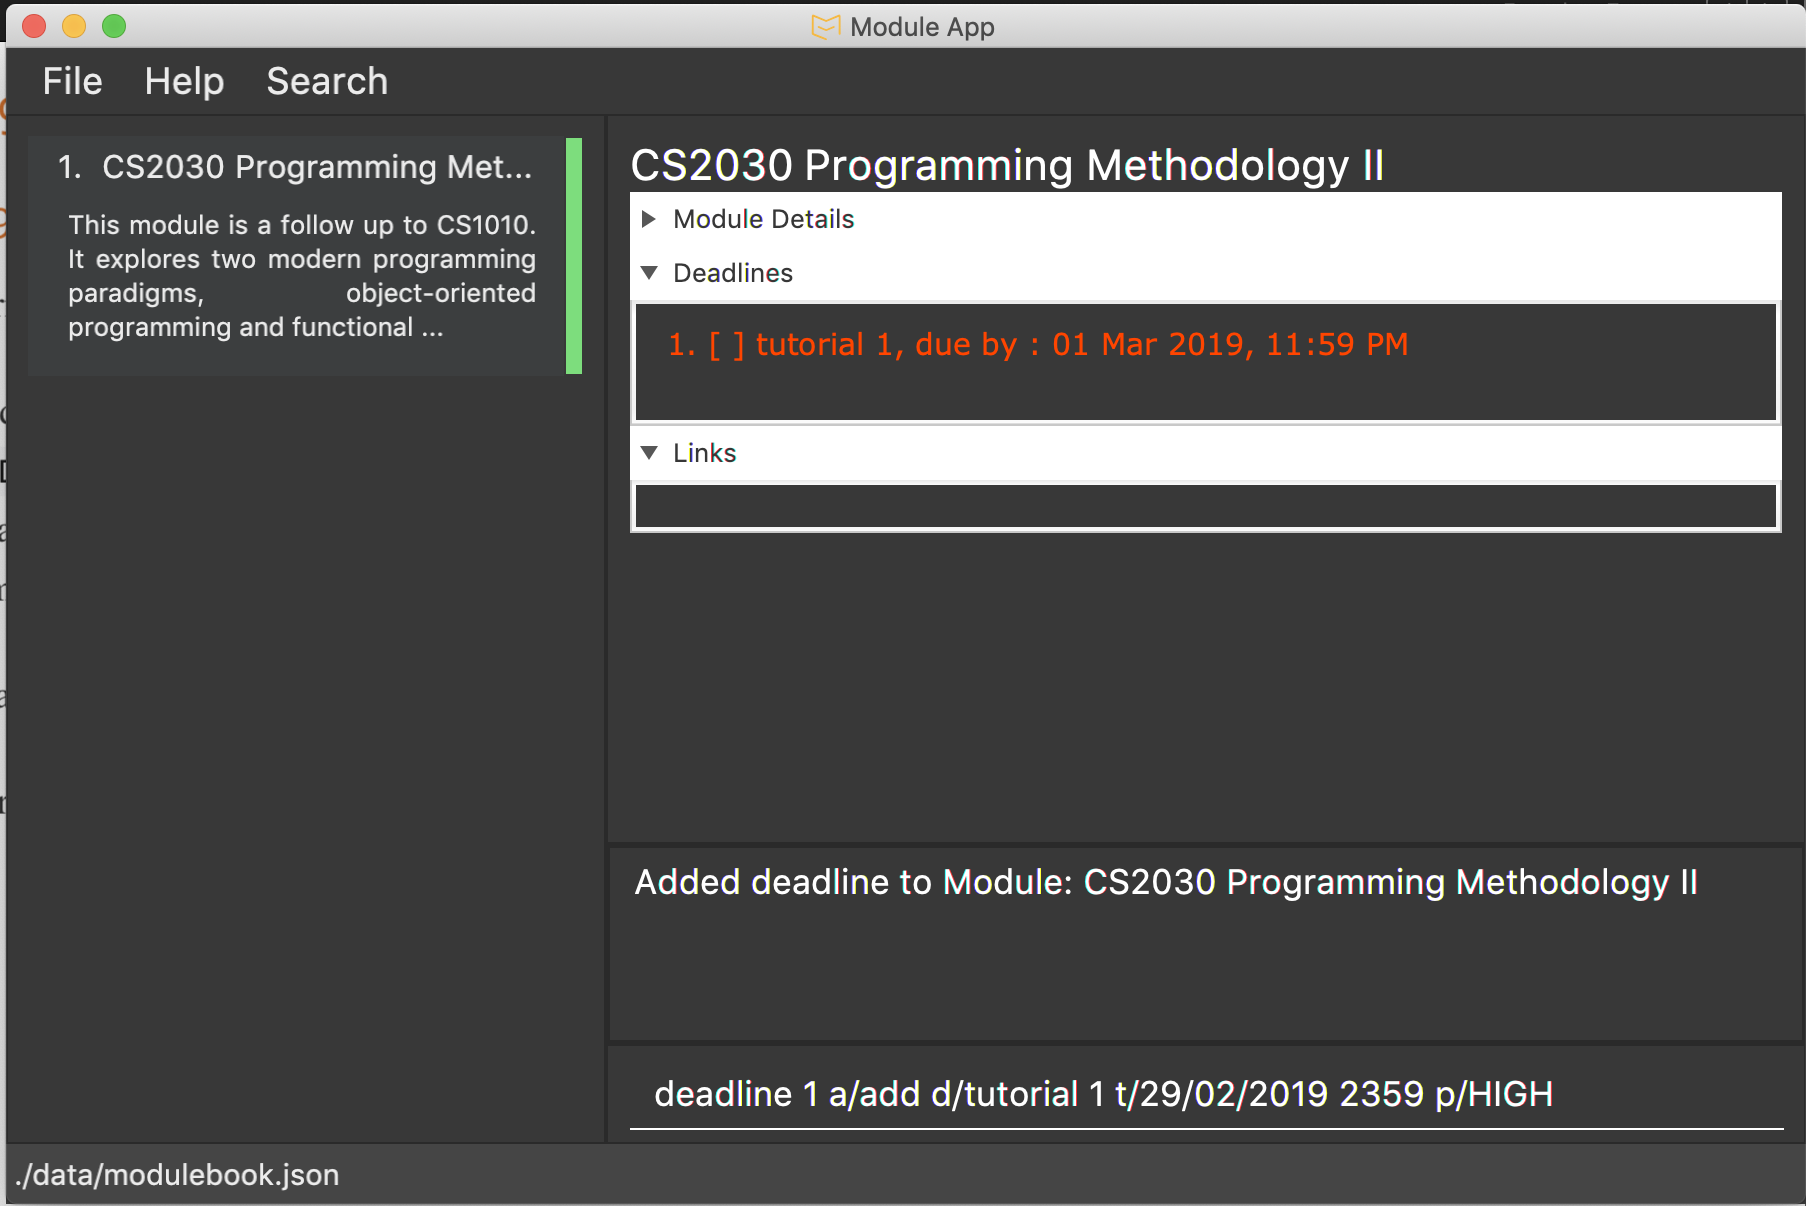 Module App
File Help Search
1. CS2030 Programming Met...
This module is a follow up to CS1010.
It explores two modern programming
paradigms, object-oriented
programming and functional ...
CS2030 Programming Methodology II
Module Details
Deadlines
1. [ ] tutorial 1, due by : 01 Mar 2019, 11:59 PM
Links
Added deadline to Module: CS2030 Programming Methodology II
deadline 1 a/add d/tutorial 1 t/29/02/2019 2359 p/HIGH
./data/modulebook.json